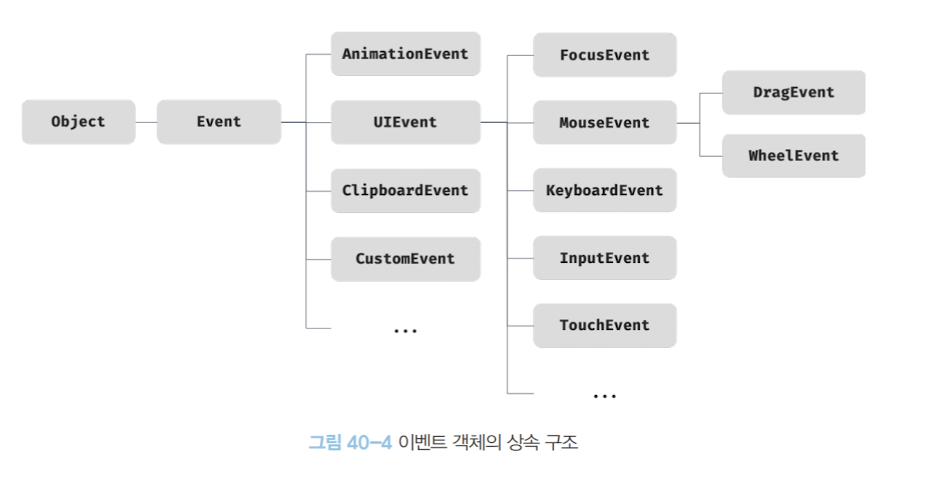 Object
Event
AnimationEvent
UIEvent
ClipboardEvent
CustomEvent
...
FocusEvent
MouseEvent
KeyboardEvent
InputEvent
TouchEvent
...
DragEvent
WheelEvent
그림 40-4 이벤트 객체의 상속 구조